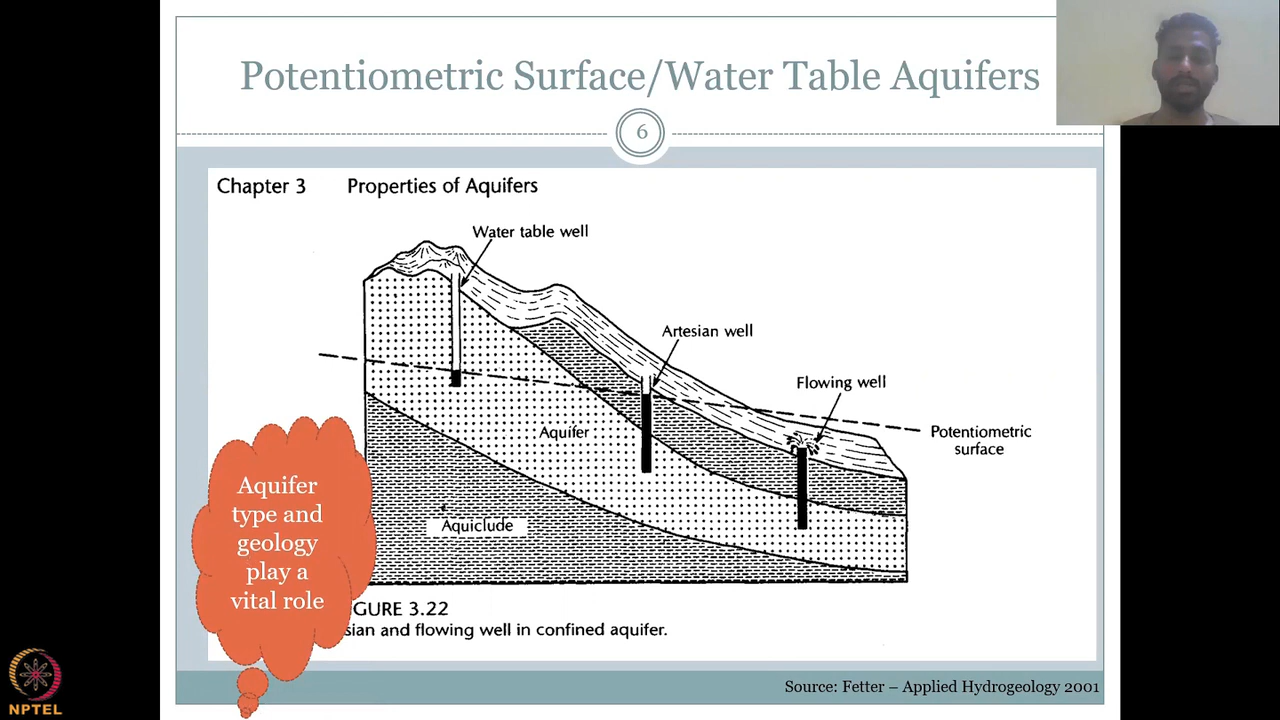 Potentiometric Surface/Water Table Aquifers
6
Chapter 3 Properties of Aquifers
Water table well
Artesian well
Flowing well
Potentiometric
surface
Aquifer
Aquiclude
Aquifer
type and
geology
play a
vital role
GURE 3.22
sian and flowing well in confined aquifer.
Source: Fetter – Applied Hydrogeology 2001
NPTEL